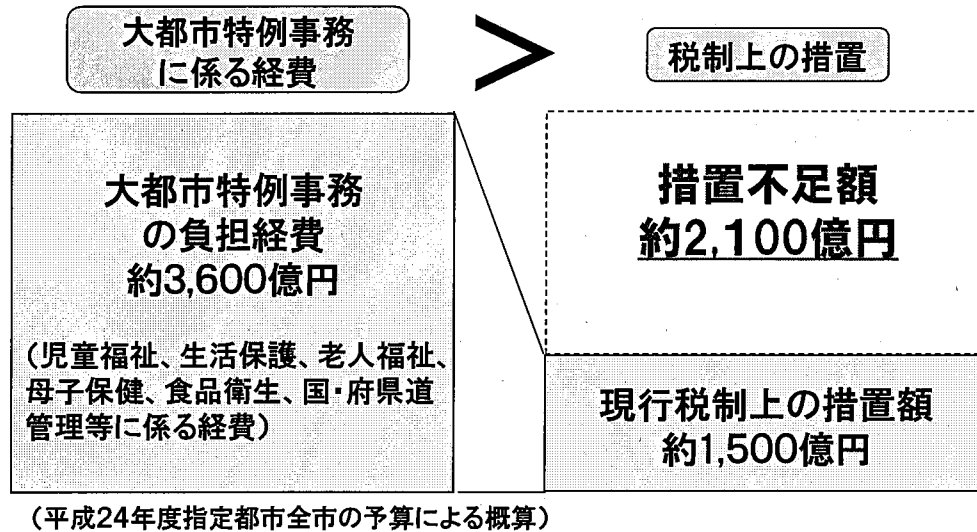 大都市特例事務
に係る経費
>
税制上の措置
大都市特例事務
の負担経費
約3,600億円
(児童福祉、生活保護、老人福祉、
母子保健、食品衛生、国・府県道
管理等に係る経費)
措置不足額
約2,100億円
現行税制上の措置額
約1,500億円
(平成24年度指定都市全市の予算による概算)